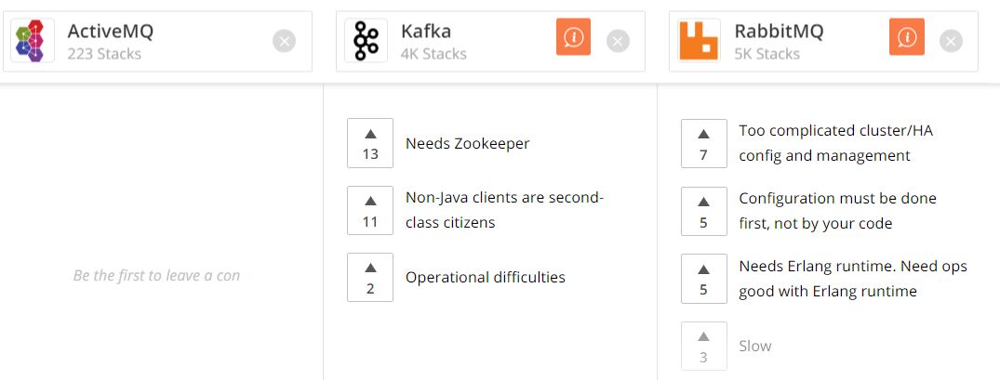 ActiveMQ
223 Stacks
Kafka
4K Stacks
RabbitMQ
5K Stacks
Be the first to leave a con
13
Needs Zookeeper
11
Non-Java clients are second-
class citizens
2
Operational difficulties
7
Too complicated cluster/HA
config and management
5
Configuration must be done
first, not by your code
5
Needs Erlang runtime. Need ops
good with Erlang runtime
3
Slow